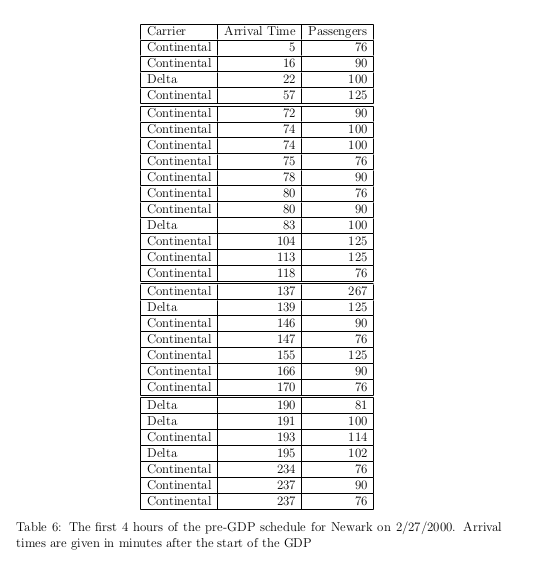 Carrier Arrival Time Passengers
Continental 5 76
Continental 16 90
Delta 22 100
Continental 57 125
Continental 72 90
Continental 74 100
Continental 74 100
Continental 75 76
Continental 78 90
Continental 80 76
Continental 80 90
Delta 83 100
Continental 104 125
Continental 113 125
Continental 118 76
Continental 137 267
Delta 139 125
Continental 146 90
Continental 147 76
Continental 155 125
Continental 166 90
Continental 170 76
Delta 190 81
Delta 191 100
Continental 193 114
Delta 195 102
Continental 234 76
Continental 237 90
Continental 237 76
Table 6: The first 4 hours of the pre-GDP schedule for Newark on 2/27/2000. Arrival
times are given in minutes after the start of the GDP